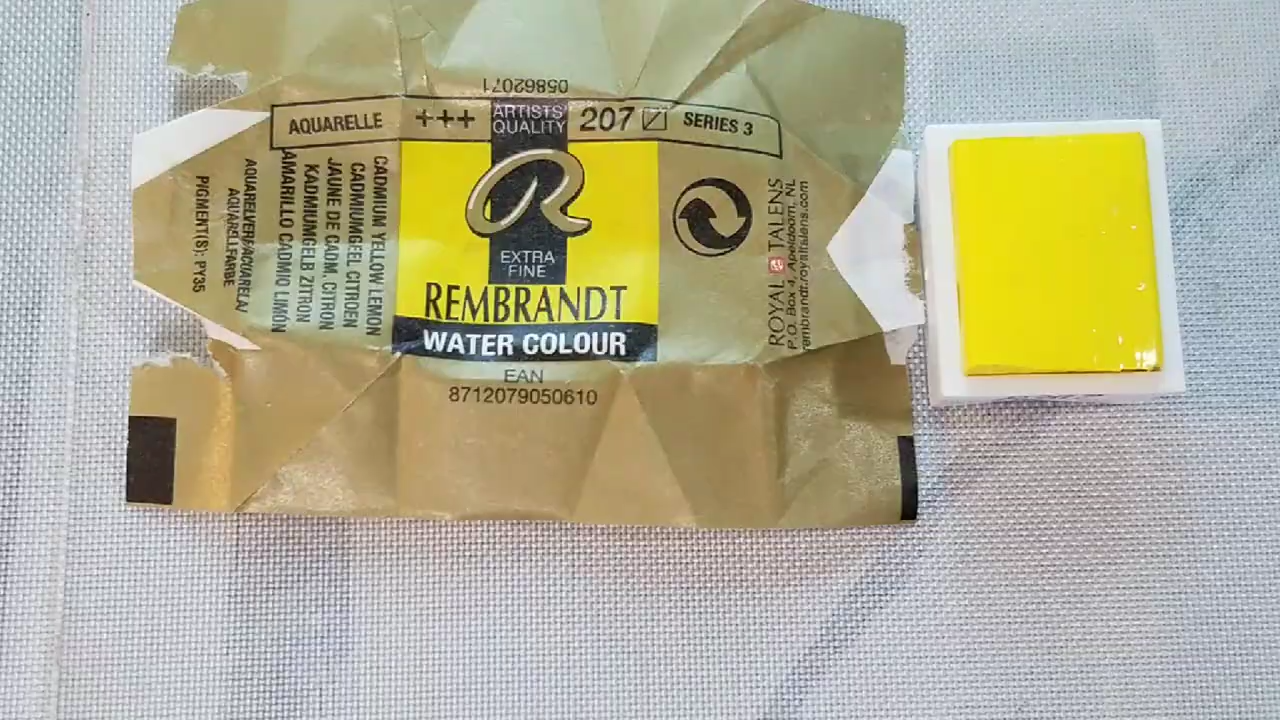 05862071
AQUARELLE +++ ARTISTS' QUALITY 207 SERIES 3
CADMIUM YELLOW LEMON
CADMIUMGEEL CITROEN
JAUNE DE CADM. CITRON
KADMIUMGELB ZITRON
AMARILLO CADMIO LIMÓN
AQUARELVERF/ACUARELA/
AQUARELLFARBE
PIGMENT(S): PY35
R
EXTRA
FINE
REMBRANDT
WATER COLOUR
EAN
8712079050610
ROYAL TALENS
P.O. Box 4, Apeldoorn, NL
rembrandt.royaltalens.com